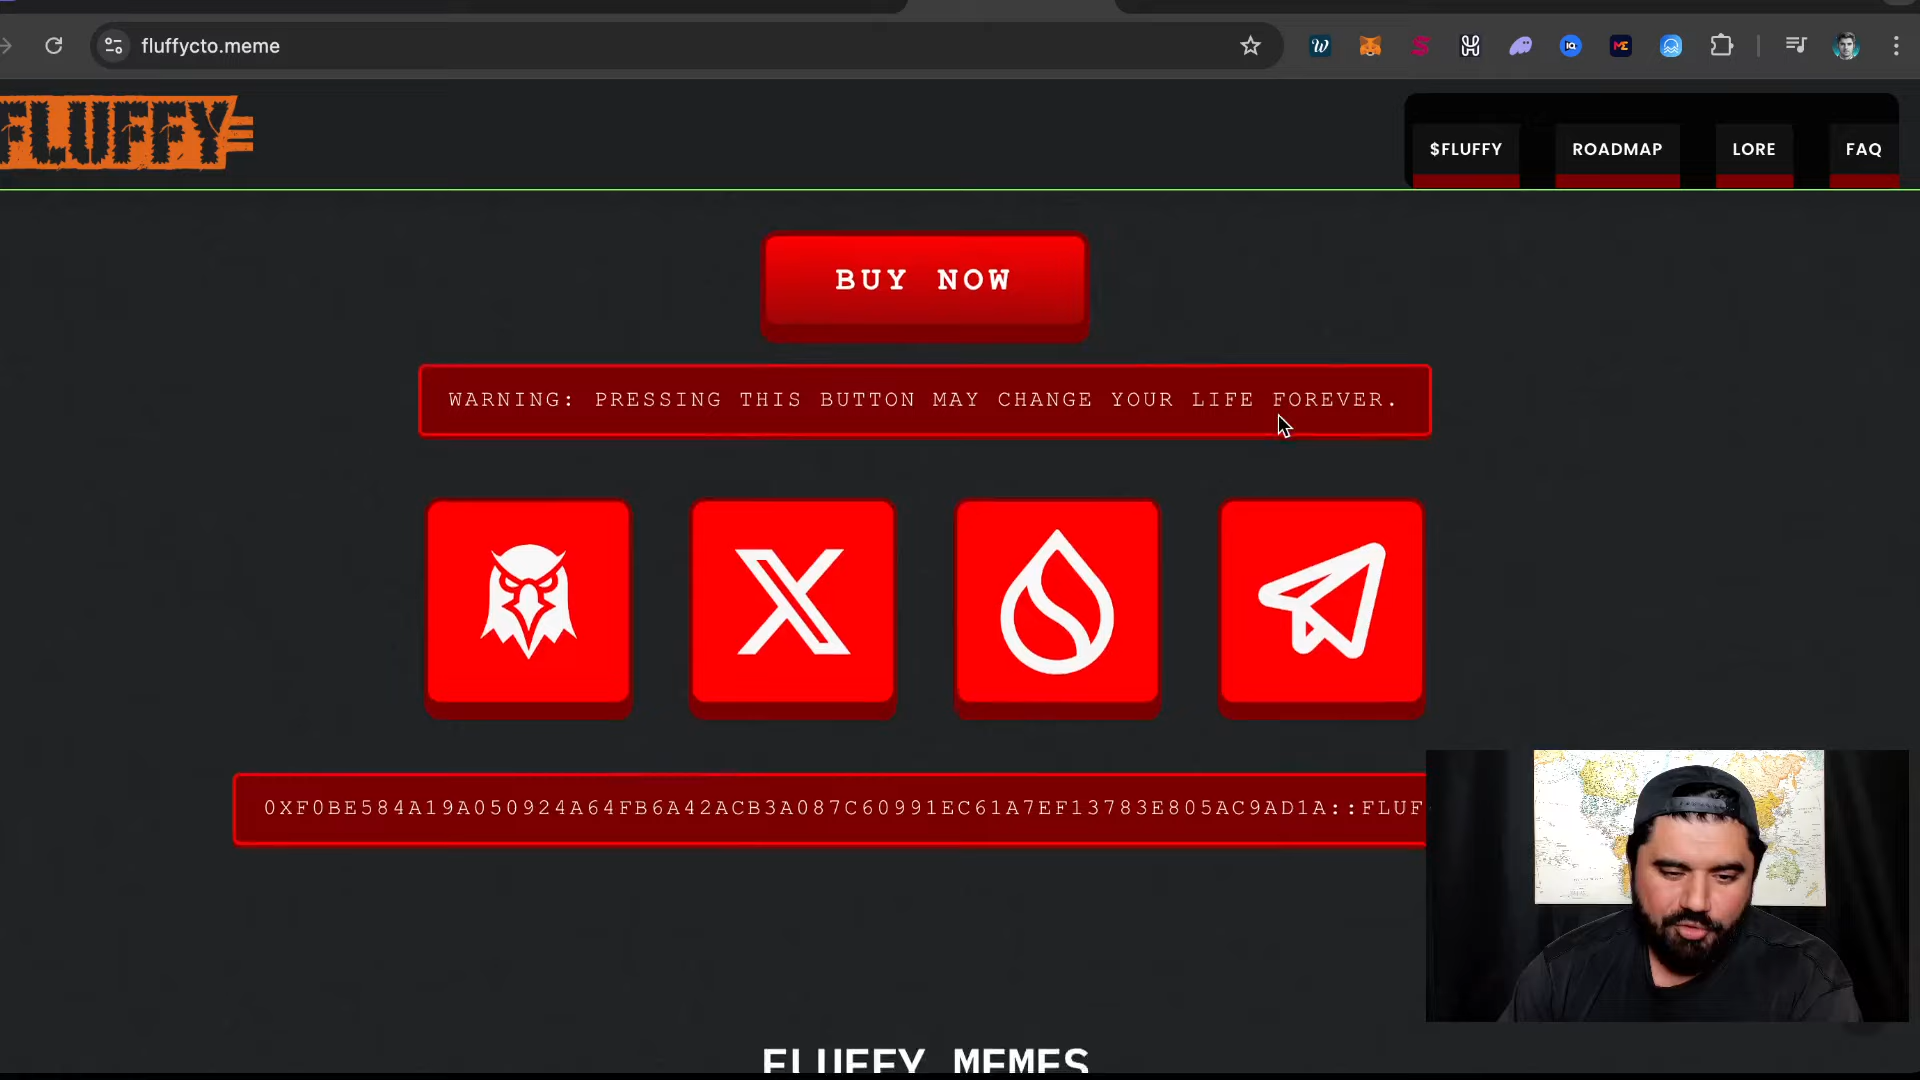 fluffycto.meme
FLUFFY
$FLUFFY ROADMAP LORE FAQ
BUY NOW
WARNING: PRESSING THIS BUTTON MAY CHANGE YOUR LIFE FOREVER.
0XF0BE584A19A050924A64FB6A42ACB3A087C60991EC61A7EF13783E805AC9AD1A::FLUF
FLUFFY MEMES